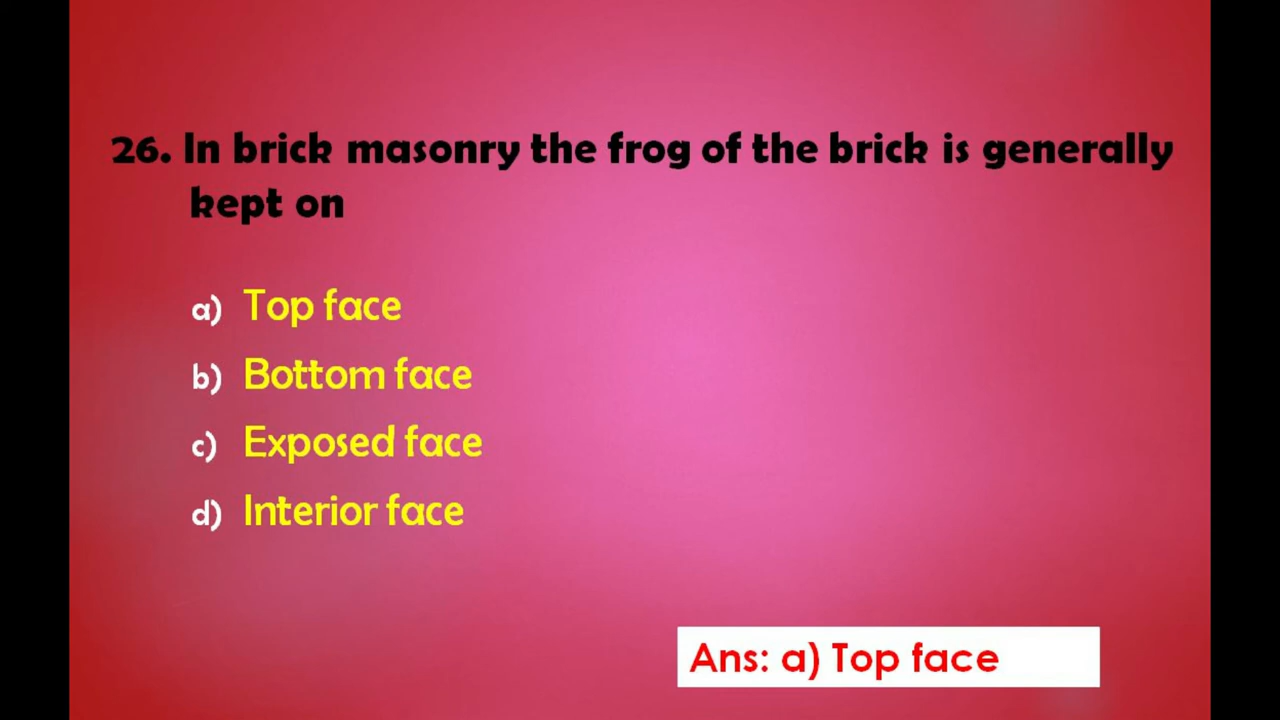 26. In brick masonry the frog of the brick is generally
kept on
a) Top face
b) Bottom face
c) Exposed face
d) Interior face
Ans: a) Top face